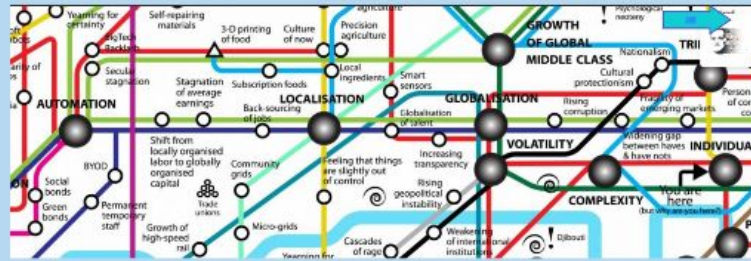 agriculture
Psychological
neoteny
Yearning for
certainty
Self-repairing
materials
3-D printing
of food
Culture
of now
Precision
agriculture
GROWTH
OF GLOBAL
MIDDLE CLASS
Nationalism
BigTech
Backlash
Secular
stagnation
Stagnation
of average
earnings
Subscription foods
Local
ingredients
Smart
sensors
Cultural
protectionism
AUTOMATION
Back-sourcing
of jobs
LOCALISATION
Globalisation
of talent
GLOBALISATION
Rising
corruption
Fragility of
emerging markets
Shift from
locally organised
labor to globally
organised
capital
Increasing
transparency
VOLATILITY
Widening gap
between haves
& have nots
BYOD
Community
grids
Feeling that things
are slightly out
of control
Social
bonds
Green
bonds
Trade
unions
Rising
geopolitical
instability
COMPLEXITY
You are
here
(but why are you here?)
Permanent
temporary
staff
Growth of
high-speed
rail
Micro-grids
Cascades
of rage
Weakening
of international
institutions
Djibouti
Yearning for